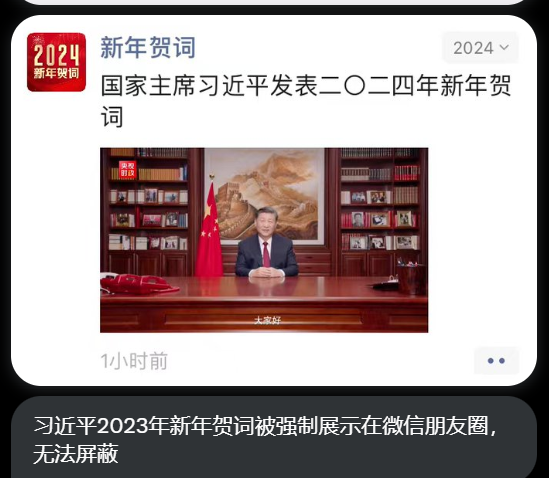 2024
新年贺词
新年贺词
2024
国家主席习近平发表二〇二四年新年贺
词
央视
时政
大家好
1小时前
习近平2023年新年贺词被强制展示在微信朋友圈，
无法屏蔽